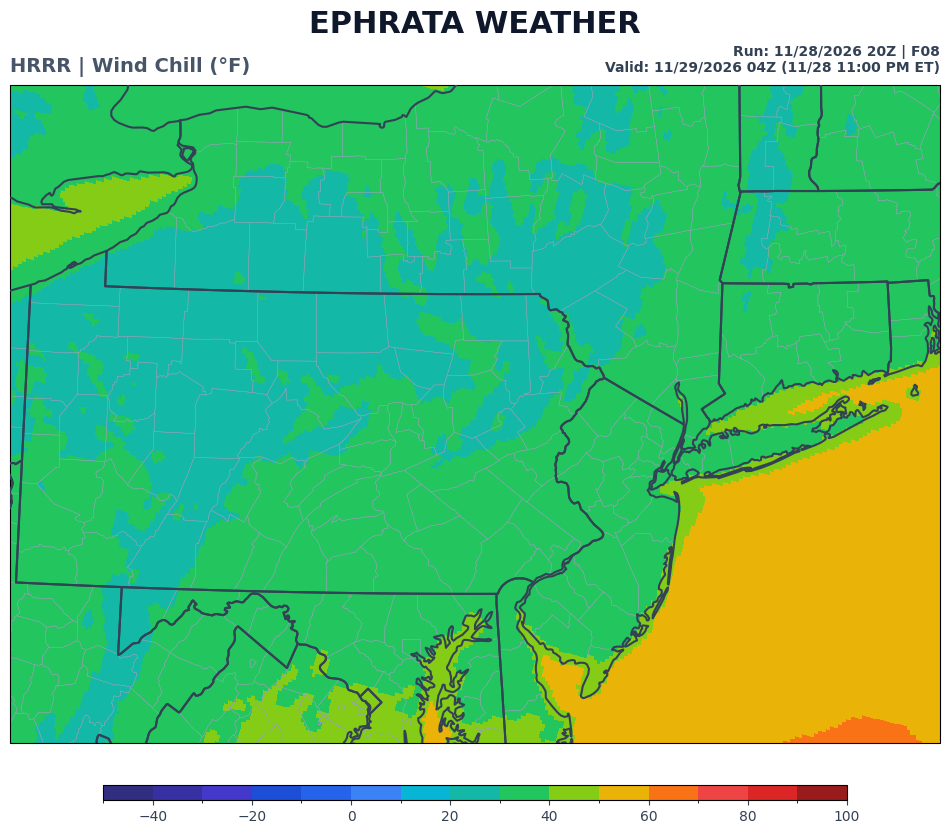 EPHRATA WEATHER
HRRR | Wind Chill (°F)
Run: 11/28/2026 20Z | F08
Valid: 11/29/2026 04Z (11/28 11:00 PM ET)
−40 −20 0 20 40 60 80 100